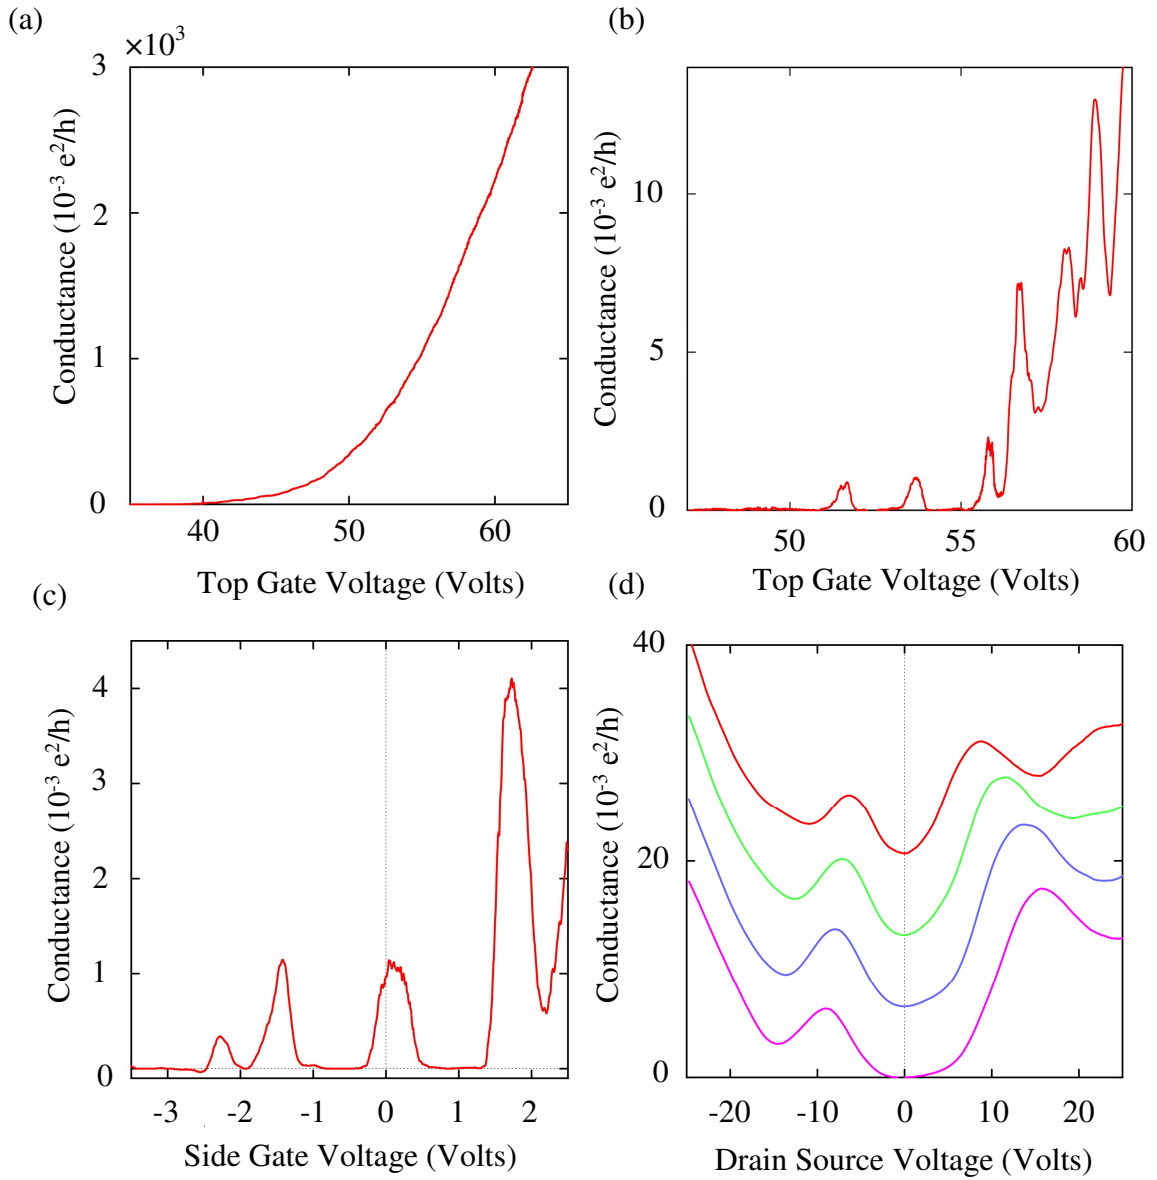 (a)
×10³
3
2
1
0
40 50 60
Conductance (10⁻³ e²/h)
Top Gate Voltage (Volts)
(b)
10
5
0
50 55 60
Conductance (10⁻³ e²/h)
Top Gate Voltage (Volts)
(c)
4
3
2
1
0
-3 -2 -1 0 1 2
Conductance (10⁻³ e²/h)
Side Gate Voltage (Volts)
(d)
40
20
0
-20 -10 0 10 20
Conductance (10⁻³ e²/h)
Drain Source Voltage (Volts)